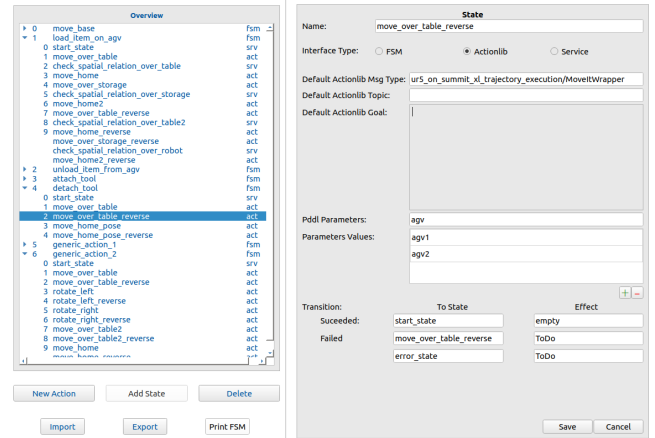 Overview
0 move_base fsm
1 load_item_on_agv fsm
0 start_state srv
1 move_over_table act
2 check_spatial_relation_over_table srv
3 move_home act
4 move_over_storage act
5 check_spatial_relation_over_storage srv
6 move_home2 act
7 move_over_table_reverse act
8 check_spatial_relation_over_table2 srv
9 move_home_reverse act
move_over_storage_reverse act
check_spatial_relation_over_robot srv
move_home2_reverse act
2 unload_item_from_agv fsm
3 attach_tool fsm
4 detach_tool fsm
0 start_state srv
1 move_over_table act
2 move_over_table_reverse act
3 move_home_pose act
4 move_home_pose_reverse act
5 generic_action_1 fsm
6 generic_action_2 fsm
0 start_state srv
1 move_over_table act
2 move_over_table_reverse act
3 rotate_left act
4 rotate_left_reverse act
5 rotate_right act
6 rotate_right_reverse act
7 move_over_table2 act
8 move_over_table2_reverse act
9 move_home act
move_home_reverse act
New Action Add State Delete
Import Export Print FSM
State
Name: move_over_table_reverse
Interface Type: FSM Actionlib Service
Default Actionlib Msg Type: ur5_on_summit_xl_trajectory_execution/MoveItWrapper
Default Actionlib Topic:
Default Actionlib Goal:
Pddl Parameters: agv
Parameters Values: agv1
agv2
+ −
Transition: To State Effect
Suceeded: start_state empty
Failed move_over_table_reverse ToDo
error_state ToDo
Save Cancel